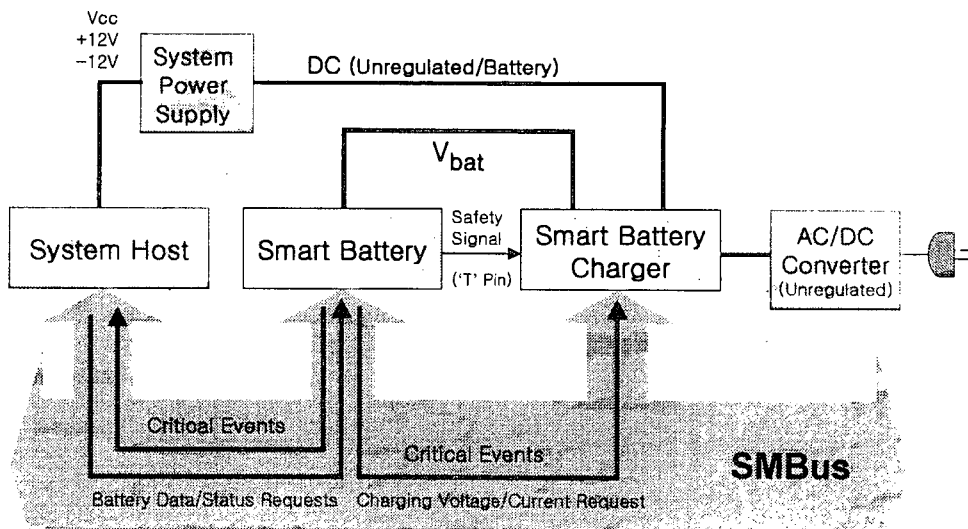 Vcc
+12V
−12V
System
Power
Supply
DC (Unregulated/Battery)
Vbat
System Host
Smart Battery
Safety
Signal
('T' Pin)
Smart Battery
Charger
AC/DC
Converter
(Unregulated)
Critical Events
Critical Events
SMBus
Battery Data/Status Requests
Charging Voltage/Current Request